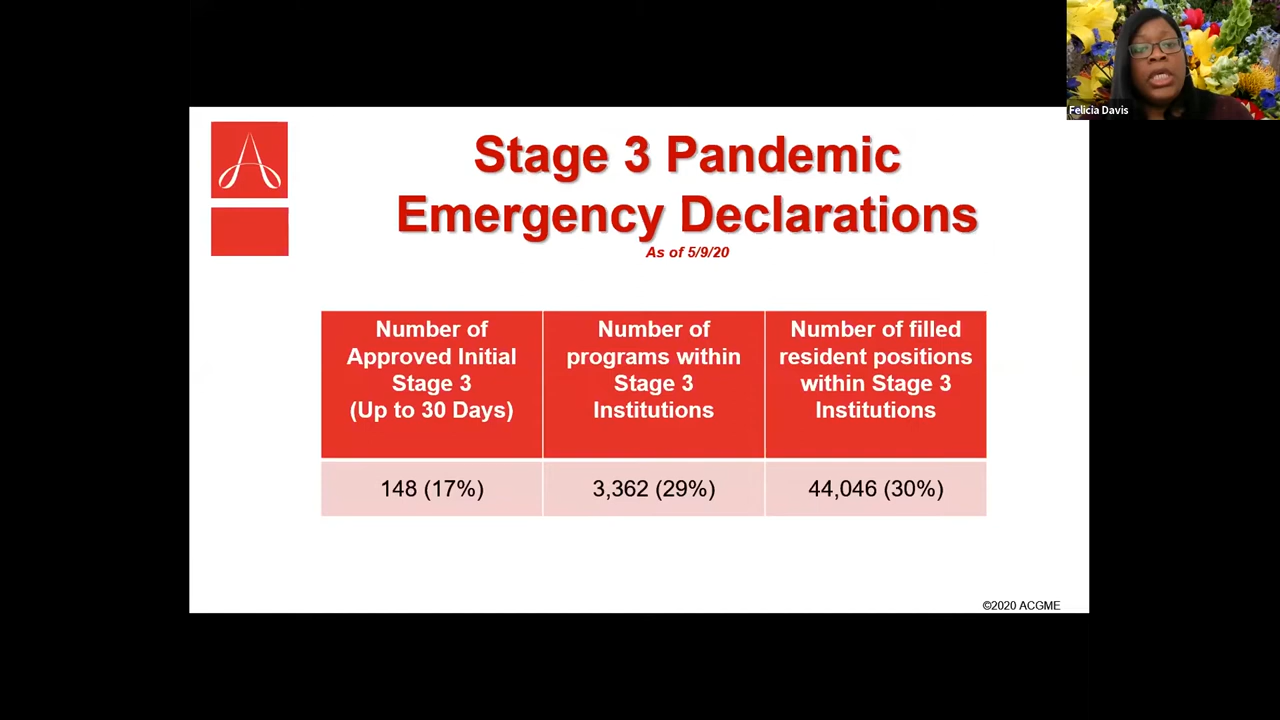 Felicia Davis
Stage 3 Pandemic
Emergency Declarations
As of 5/9/20
Number of
Approved Initial
Stage 3
(Up to 30 Days)
Number of
programs within
Stage 3
Institutions
Number of filled
resident positions
within Stage 3
Institutions
148 (17%)
3,362 (29%)
44,046 (30%)
©2020 ACGME